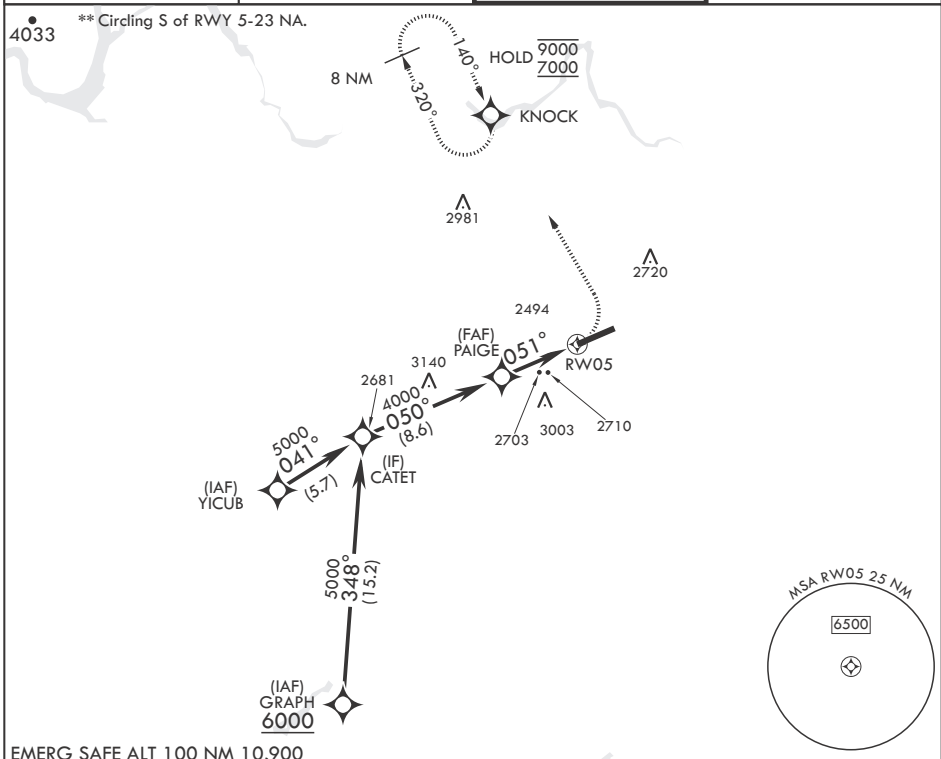 ** Circling S of RWY 5-23 NA.
4033
140°
HOLD 9000
7000
8 NM
320°
KNOCK
2981
2720
2494
(FAF)
PAIGE
051°
RW05
3140
2681
4000
050°
(8.6)
2703
3003
2710
5000
041°
(5.7)
(IF)
CATET
(IAF)
YICUB
5000
348°
(15.2)
MSA RW05 25 NM
6500
(IAF)
GRAPH
6000
EMERG SAFE ALT 100 NM 10,900